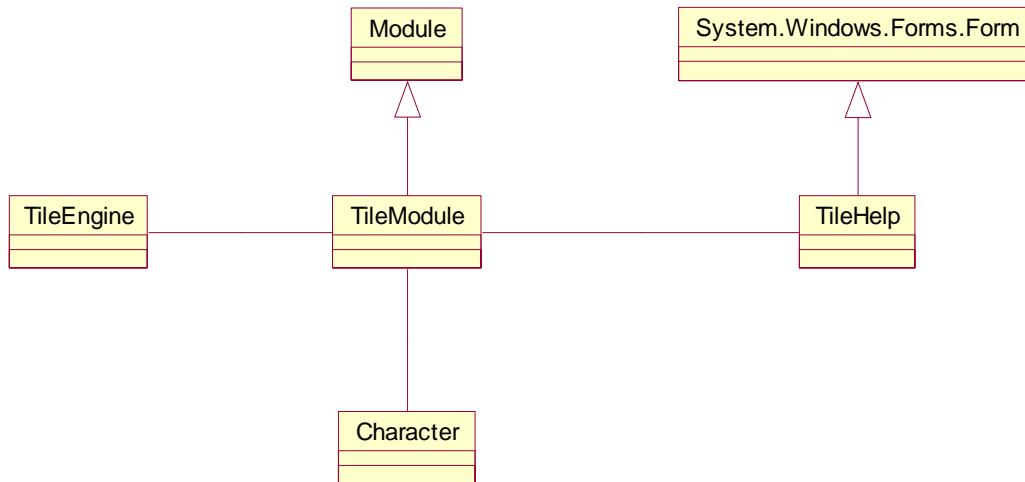 Module
System.Windows.Forms.Form
TileEngine
TileModule
TileHelp
Character